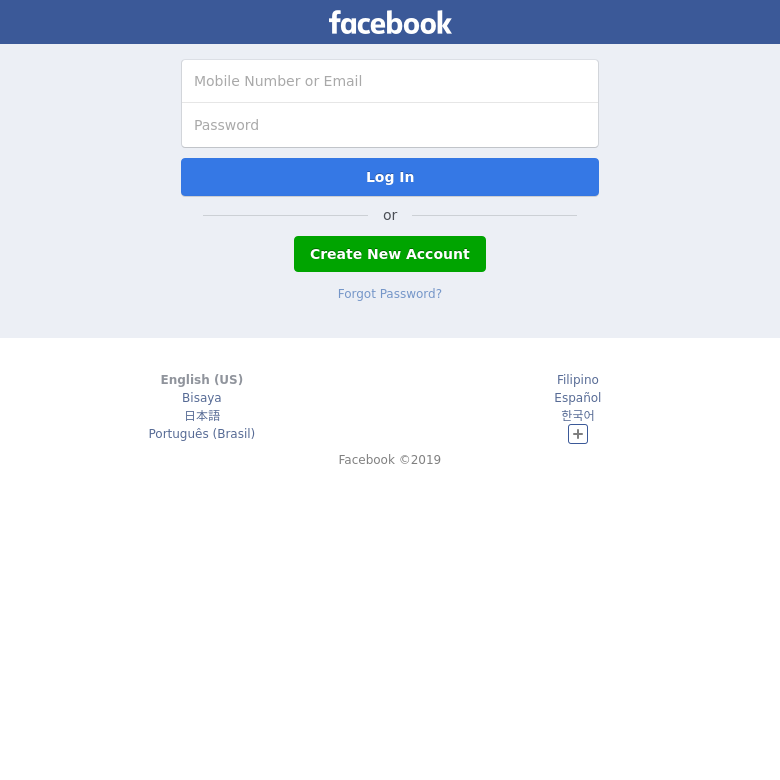 facebook
Mobile Number or Email
Password
Log In
or
Create New Account
Forgot Password?
English (US)
Bisaya
日本語
Português (Brasil)
Filipino
Español
한국어
Facebook ©2019